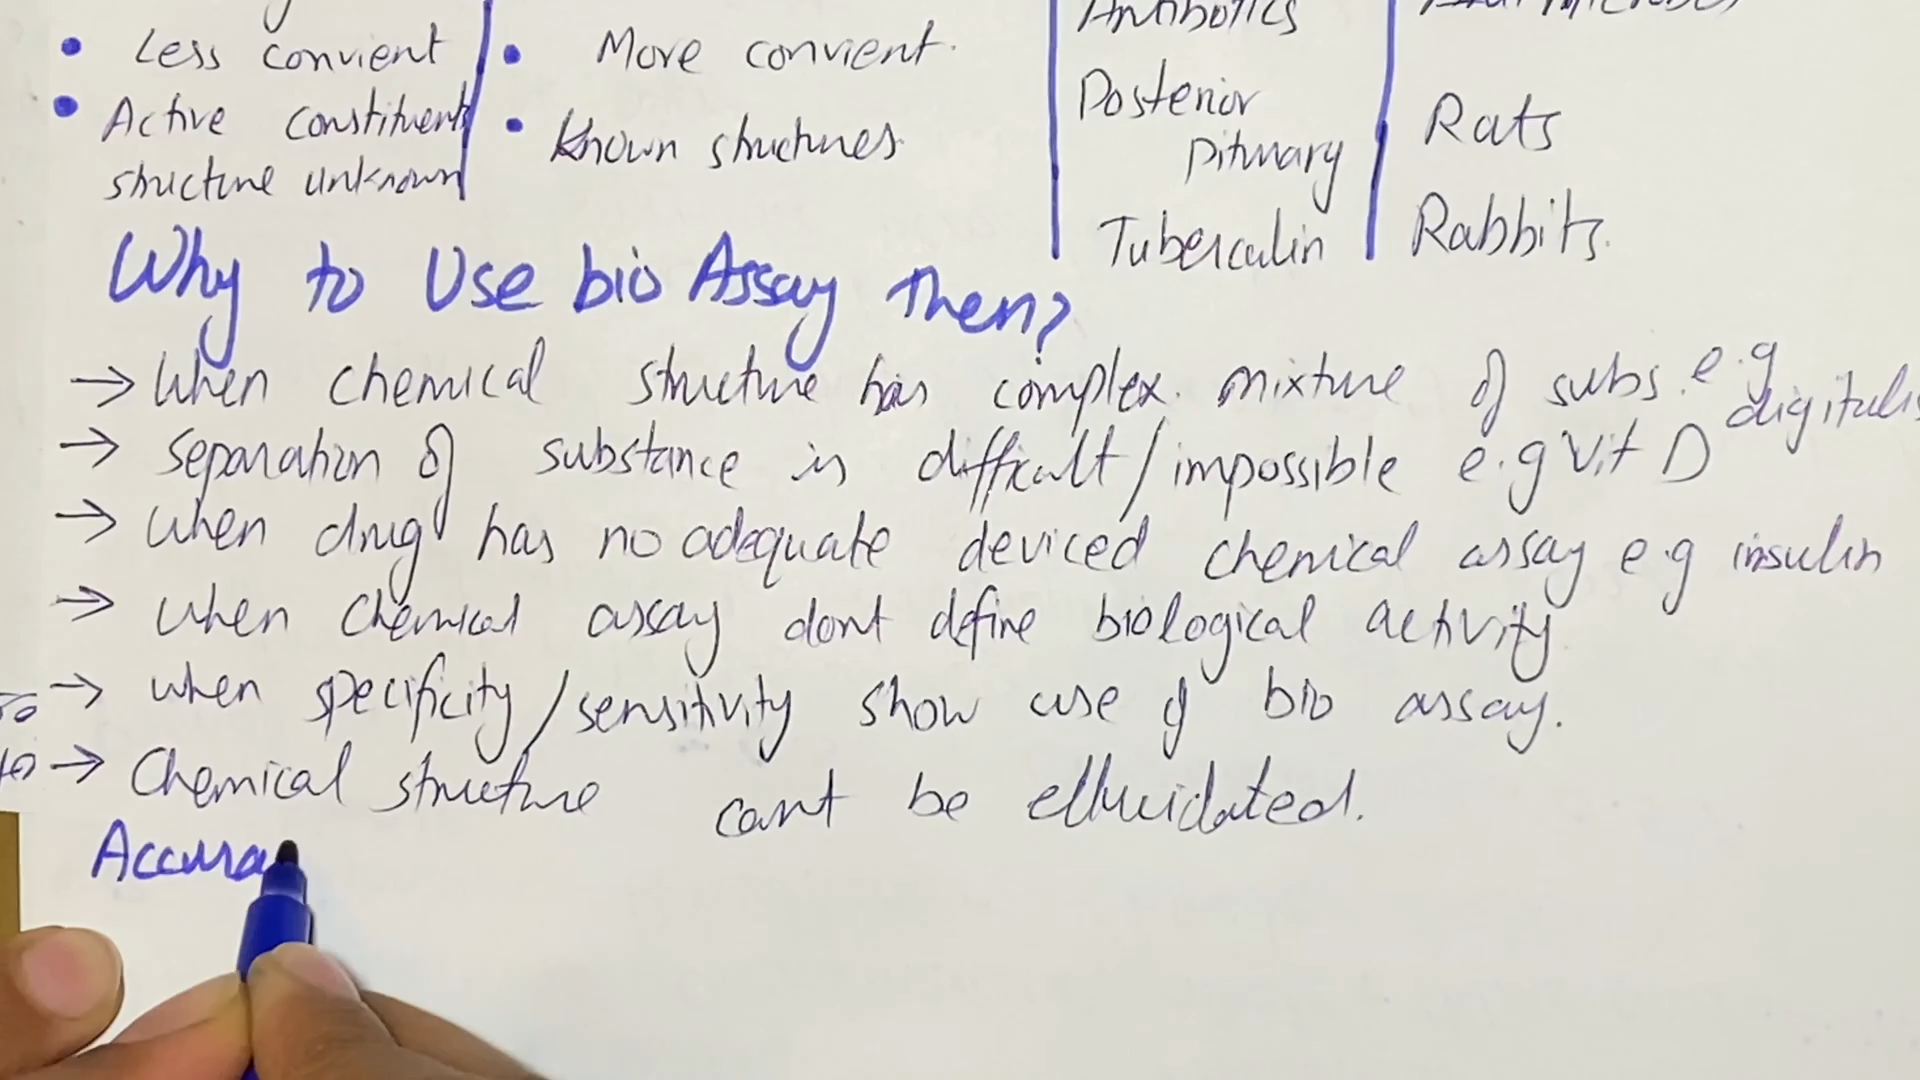 Less convient
Active constituents
structure unknown
More convient.
Known structures
Antibotics
Posterior
pituary
Rats
Tuberculin
Rabbits.
Why to Use bio Assay Then?
→ When chemical structure has complex. mixture of subs. e.g
digitalis
→ separation of substance is difficult/impossible e.g Vit D
→ when drug has no adequate deviced chemical assay e.g insulin
→ when chemical assay dont define biological activity
→ when specificity/sensitivity show use of bio assay.
→ Chemical structure cant be elluidated.
Accura